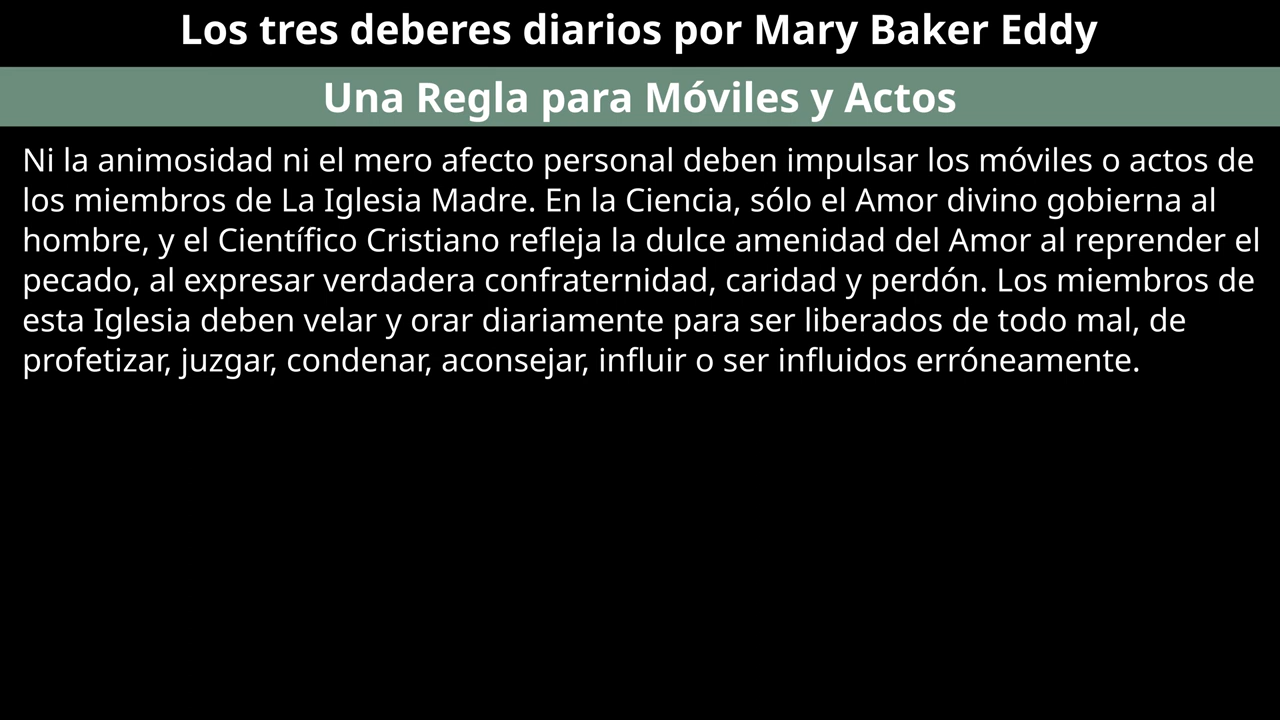 Los tres deberes diarios por Mary Baker Eddy
Una Regla para Móviles y Actos
Ni la animosidad ni el mero afecto personal deben impulsar los móviles o actos de
los miembros de La Iglesia Madre. En la Ciencia, sólo el Amor divino gobierna al
hombre, y el Científico Cristiano refleja la dulce amenidad del Amor al reprender el
pecado, al expresar verdadera confraternidad, caridad y perdón. Los miembros de
esta Iglesia deben velar y orar diariamente para ser liberados de todo mal, de
profetizar, juzgar, condenar, aconsejar, influir o ser influidos erróneamente.